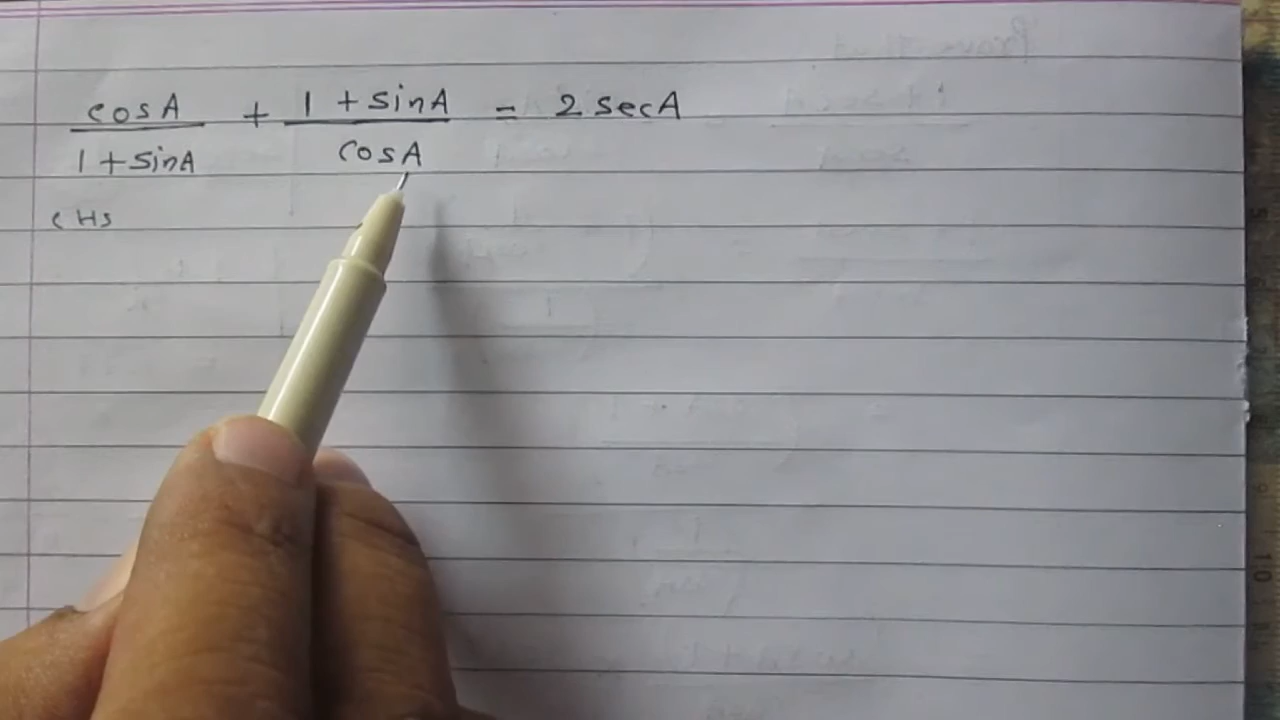 cosA / 1 + sinA + 1 + sinA / cosA = 2 secA
LHS